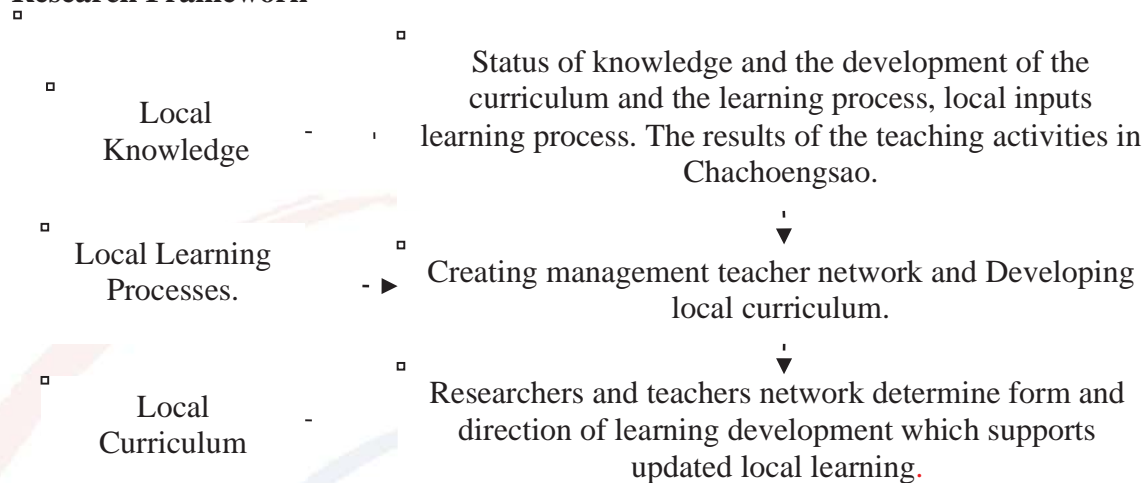 Local
Knowledge
Status of knowledge and the development of the
curriculum and the learning process, local inputs
learning process. The results of the teaching activities in
Chachoengsao.
Local Learning
Processes.
Creating management teacher network and Developing
local curriculum.
Local
Curriculum
Researchers and teachers network determine form and
direction of learning development which supports
updated local learning.